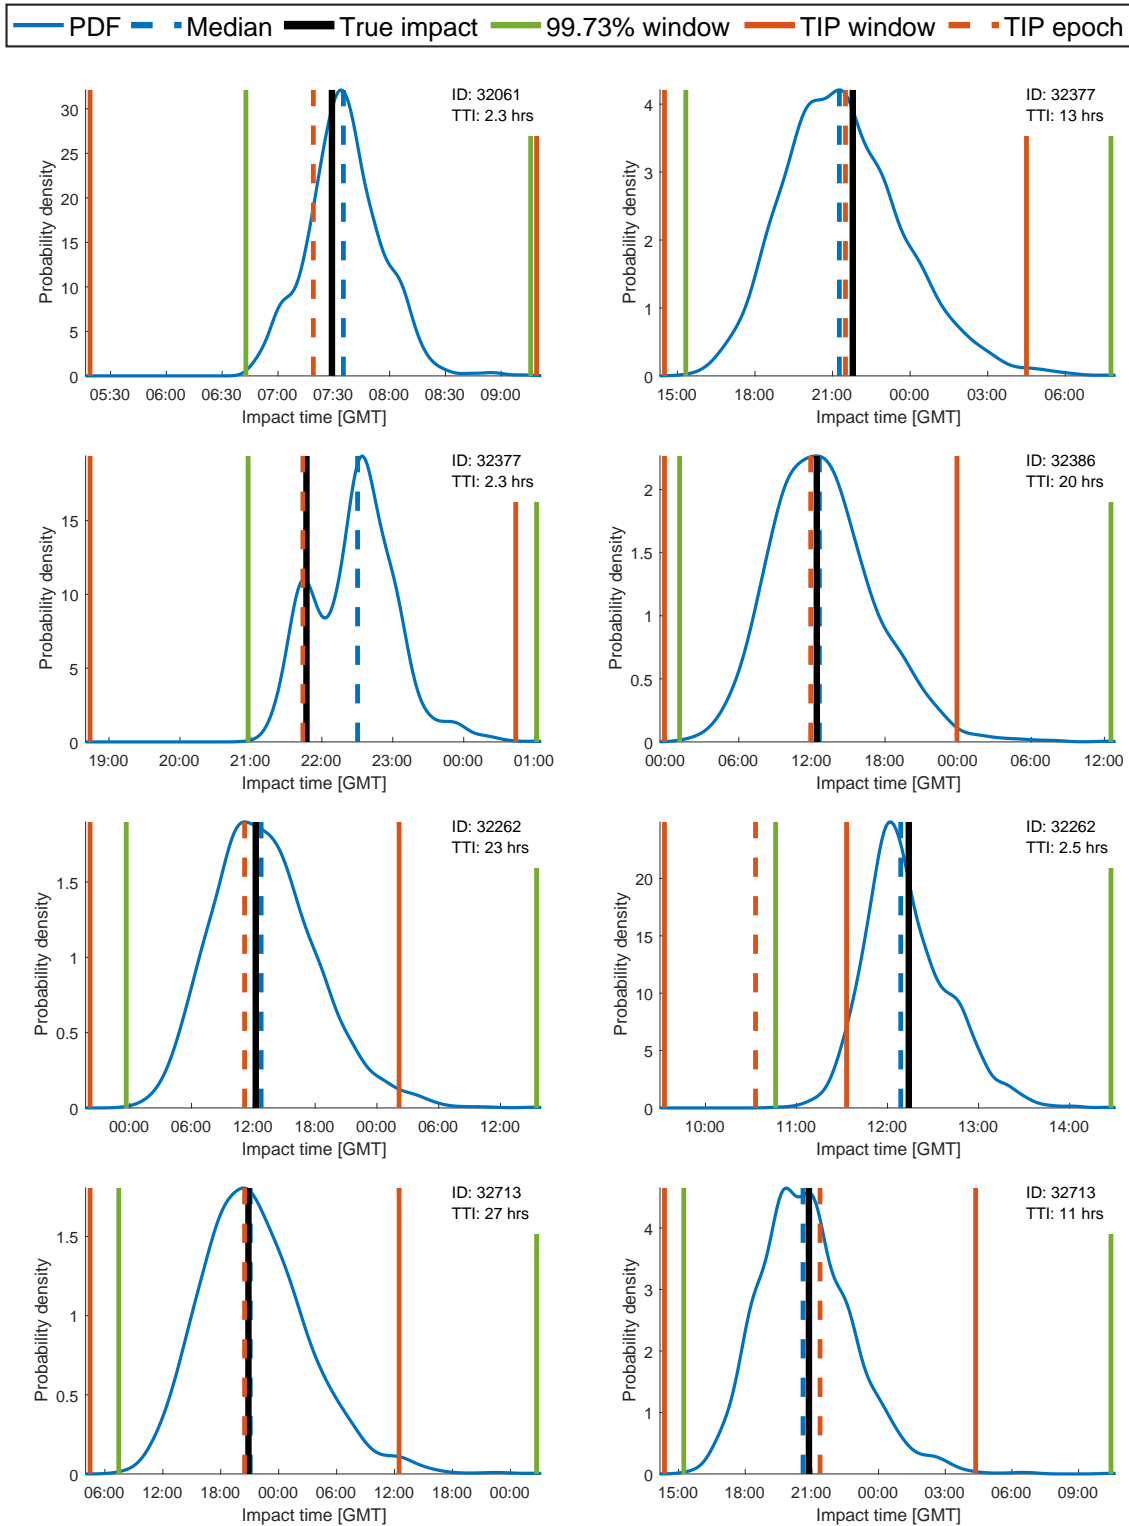 PDF Median True impact 99.73% window TIP window TIP epoch
ID: 32061
TTI: 2.3 hrs
Probability density
30
25
20
15
10
5
0
05:30 06:00 06:30 07:00 07:30 08:00 08:30 09:00
Impact time [GMT]
ID: 32377
TTI: 13 hrs
Probability density
4
3
2
1
0
15:00 18:00 21:00 00:00 03:00 06:00
Impact time [GMT]
ID: 32377
TTI: 2.3 hrs
Probability density
15
10
5
0
19:00 20:00 21:00 22:00 23:00 00:00 01:00
Impact time [GMT]
ID: 32386
TTI: 20 hrs
Probability density
2
1.5
1
0.5
0
00:00 06:00 12:00 18:00 00:00 06:00 12:00
Impact time [GMT]
ID: 32262
TTI: 23 hrs
Probability density
1.5
1
0.5
0
00:00 06:00 12:00 18:00 00:00 06:00 12:00
Impact time [GMT]
ID: 32262
TTI: 2.5 hrs
Probability density
20
15
10
5
0
10:00 11:00 12:00 13:00 14:00
Impact time [GMT]
ID: 32713
TTI: 27 hrs
Probability density
1.5
1
0.5
0
06:00 12:00 18:00 00:00 06:00 12:00 18:00 00:00
Impact time [GMT]
ID: 32713
TTI: 11 hrs
Probability density
4
3
2
1
0
15:00 18:00 21:00 00:00 03:00 06:00 09:00
Impact time [GMT]